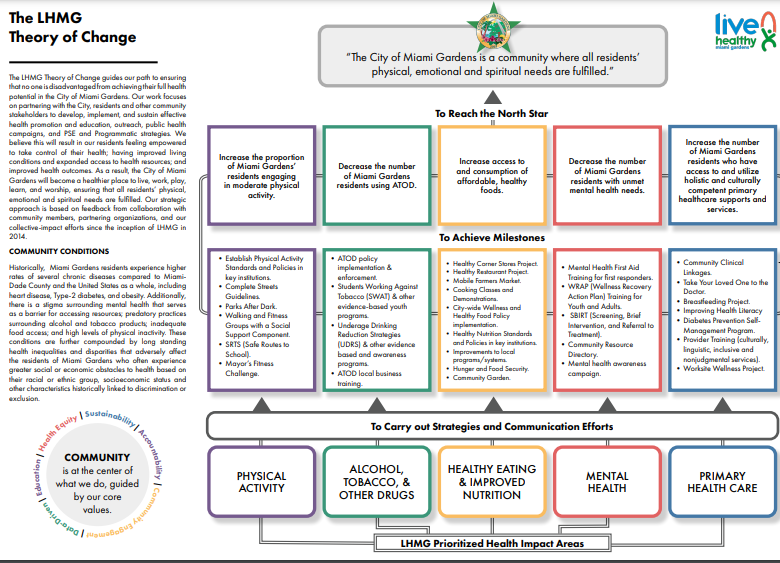 The LHMG
Theory of Change
The LHMG Theory of Change guides our path to ensuring
that no one is disadvantaged from achieving their full health
potential in the City of Miami Gardens. Our work focuses
on partnering with the City, residents and other community
stakeholders to develop, implement, and sustain effective
health promotion and education, outreach, public health
campaigns, and PSE and Programmatic strategies. We
believe this will result in our residents feeling empowered
to take control of their health; having improved living
conditions and expanded access to health resources; and
improved health outcomes. As a result, the City of Miami
Gardens will become a healthier place to live, work, play,
learn, and worship, ensuring that all residents' physical,
emotional and spiritual needs are fulfilled. Our strategic
approach is based on feedback from collaboration with
community members, partnering organizations, and our
collective-impact efforts since the inception of LHMG in
2014.
COMMUNITY CONDITIONS
Historically, Miami Gardens residents experience higher
rates of several chronic diseases compared to Miami-
Dade County and the United States as a whole, including
heart disease, Type-2 diabetes, and obesity. Additionally,
there is a stigma surrounding mental health that serves
as a barrier for accessing resources; predatory practices
surrounding alcohol and tobacco products; inadequate
food access; and high levels of physical inactivity. These
conditions are further compounded by long standing
health inequalities and disparities that adversely affect
the residents of Miami Gardens who often experience
greater social or economic obstacles to health based on
their racial or ethnic group, socioeconomic status and
other characteristics historically linked to discrimination or
exclusion.
Health Equity | Sustainability | Accountability | Community Engagement | Data-Driven | Education |
COMMUNITY
is at the center of
what we do, guided
by our core
values.
live
healthy
miami gardens
"The City of Miami Gardens is a community where all residents'
physical, emotional and spiritual needs are fulfilled."
To Reach the North Star
Increase the proportion
of Miami Gardens'
residents engaging
in moderate physical
activity.
Decrease the number
of Miami Gardens
residents using ATOD.
Increase access to
and consumption of
affordable, healthy
foods.
Decrease the number
of Miami Gardens
residents with unmet
mental health needs.
Increase the number
of Miami Gardens
residents who have
access to and utilize
holistic and culturally
competent primary
healthcare supports and
services.
To Achieve Milestones
• Establish Physical Activity
Standards and Policies in
key institutions.
• Complete Streets
Guidelines.
• Parks After Dark.
• Walking and Fitness
Groups with a Social
Support Component.
• SRTS (Safe Routes to
School).
• Mayor's Fitness
Challenge.
• ATOD policy
implementation &
enforcement.
• Students Working Against
Tobacco (SWAT) & other
evidence-based youth
programs.
• Underage Drinking
Reduction Strategies
(UDRS) & other evidence
based and awareness
programs.
• ATOD local business
training.
• Healthy Corner Stores Project.
• Healthy Restaurant Project.
• Mobile Farmers Market.
• Cooking Classes and
Demonstrations.
• City-wide Wellness and
Healthy Food Policy
implementation.
• Healthy Nutrition Standards
and Policies in key institutions.
• Improvements to local
programs/systems.
• Hunger and Food Security.
• Community Garden.
• Mental Health First Aid
Training for first responders.
• WRAP (Wellness Recovery
Action Plan) Training for
Youth and Adults.
• SBIRT (Screening, Brief
Intervention, and Referral to
Treatment).
• Community Resource
Directory.
• Mental health awareness
campaign.
• Community Clinical
Linkages.
• Take Your Loved One to the
Doctor.
• Breastfeeding Project.
• Improving Health Literacy
• Diabetes Prevention Self-
Management Program.
• Provider Training (culturally,
linguistic, inclusive and
nonjudgmental services).
• Worksite Wellness Project.
To Carry out Strategies and Communication Efforts
PHYSICAL
ACTIVITY
ALCOHOL,
TOBACCO, &
OTHER DRUGS
HEALTHY EATING
& IMPROVED
NUTRITION
MENTAL
HEALTH
PRIMARY
HEALTH CARE
LHMG Prioritized Health Impact Areas